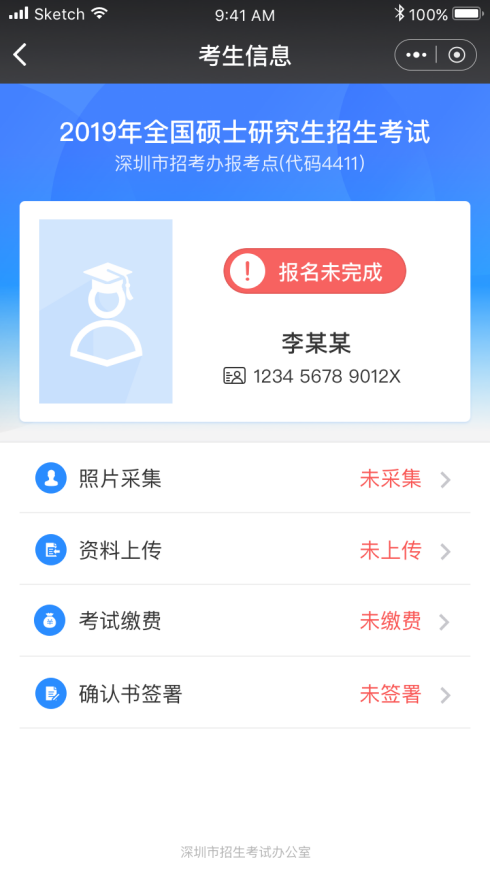 Sketch 9:41 AM 100%
考生信息
2019年全国硕士研究生招生考试
深圳市招考办报考点(代码4411)
! 报名未完成
李某某
1234 5678 9012X
照片采集 未采集
资料上传 未上传
考试缴费 未缴费
确认书签署 未签署
深圳市招生考试办公室